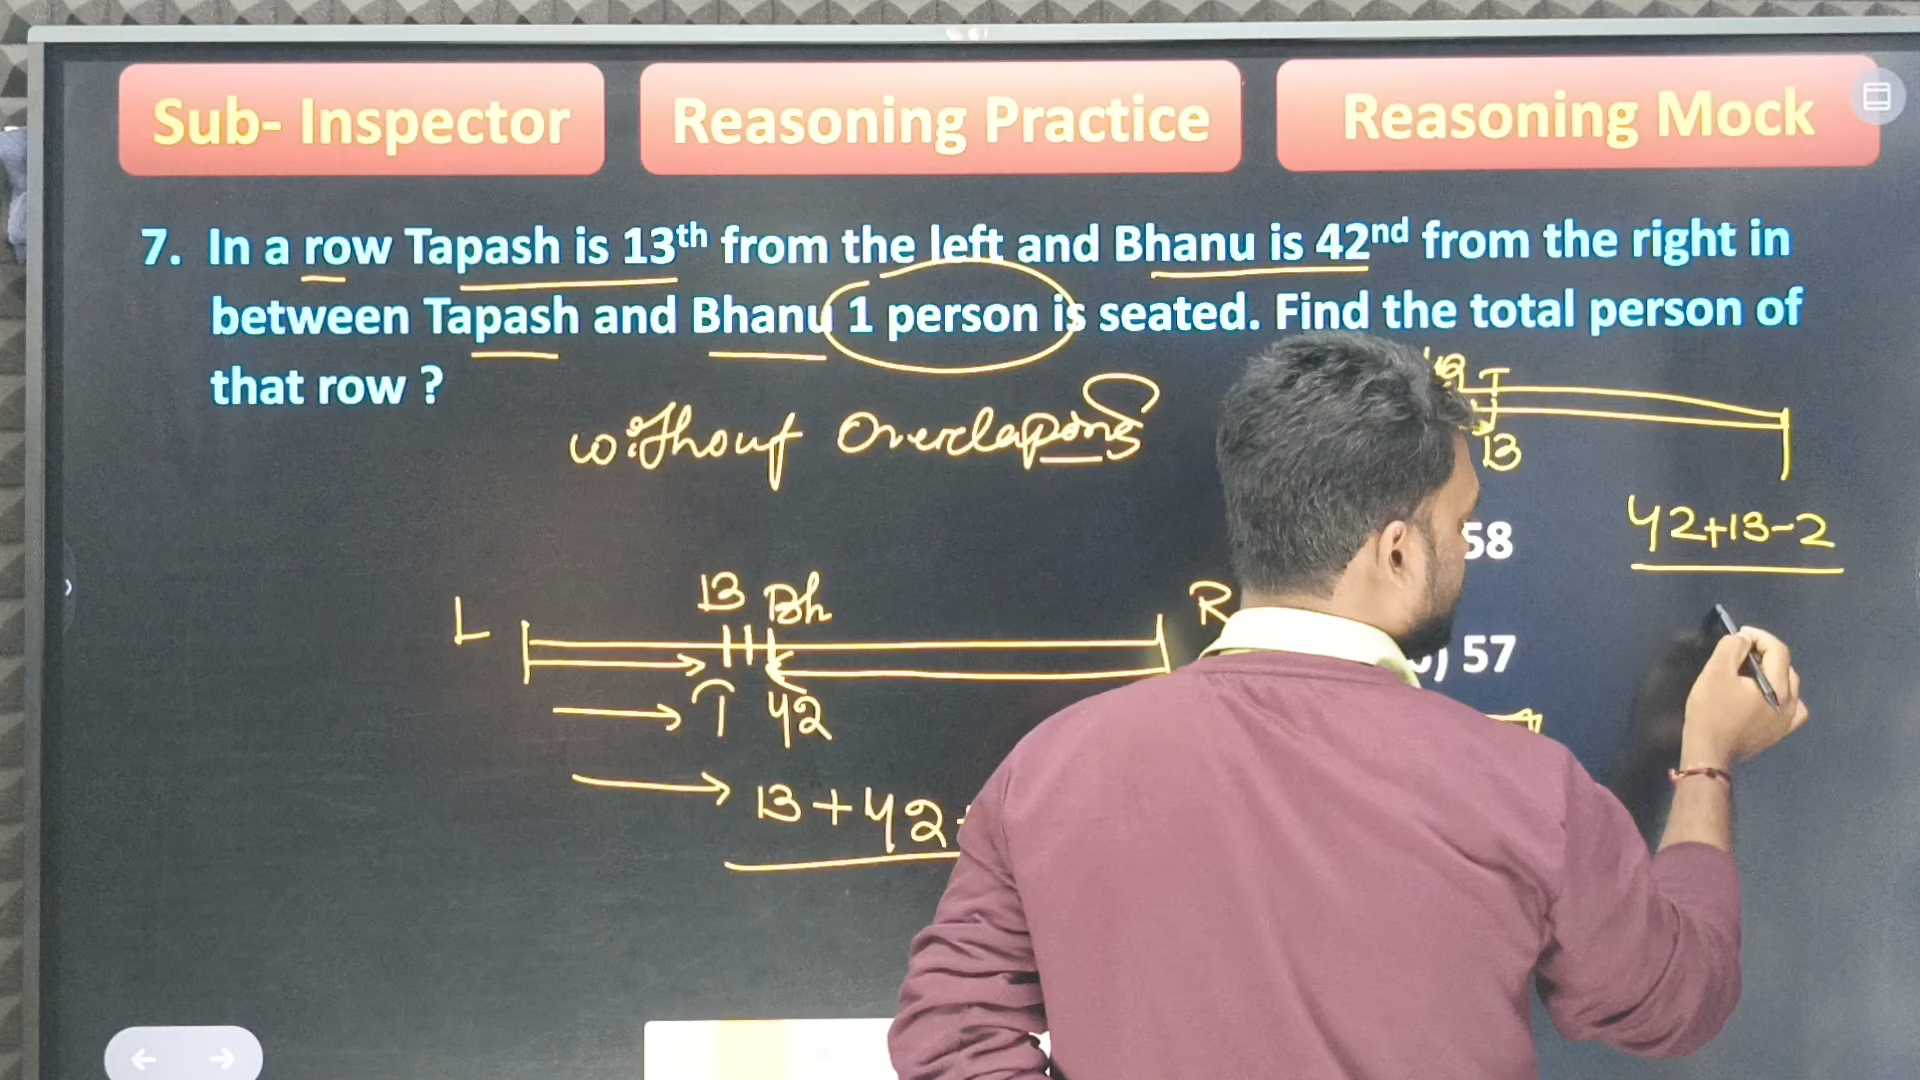 Sub- Inspector
Reasoning Practice
Reasoning Mock
7. In a row Tapash is 13th from the left and Bhanu is 42nd from the right in
between Tapash and Bhanu 1 person is seated. Find the total person of
that row ?
without Overlaping
T
13
58
42+13-2
57
L
13 Bh
R
T 42
13+42